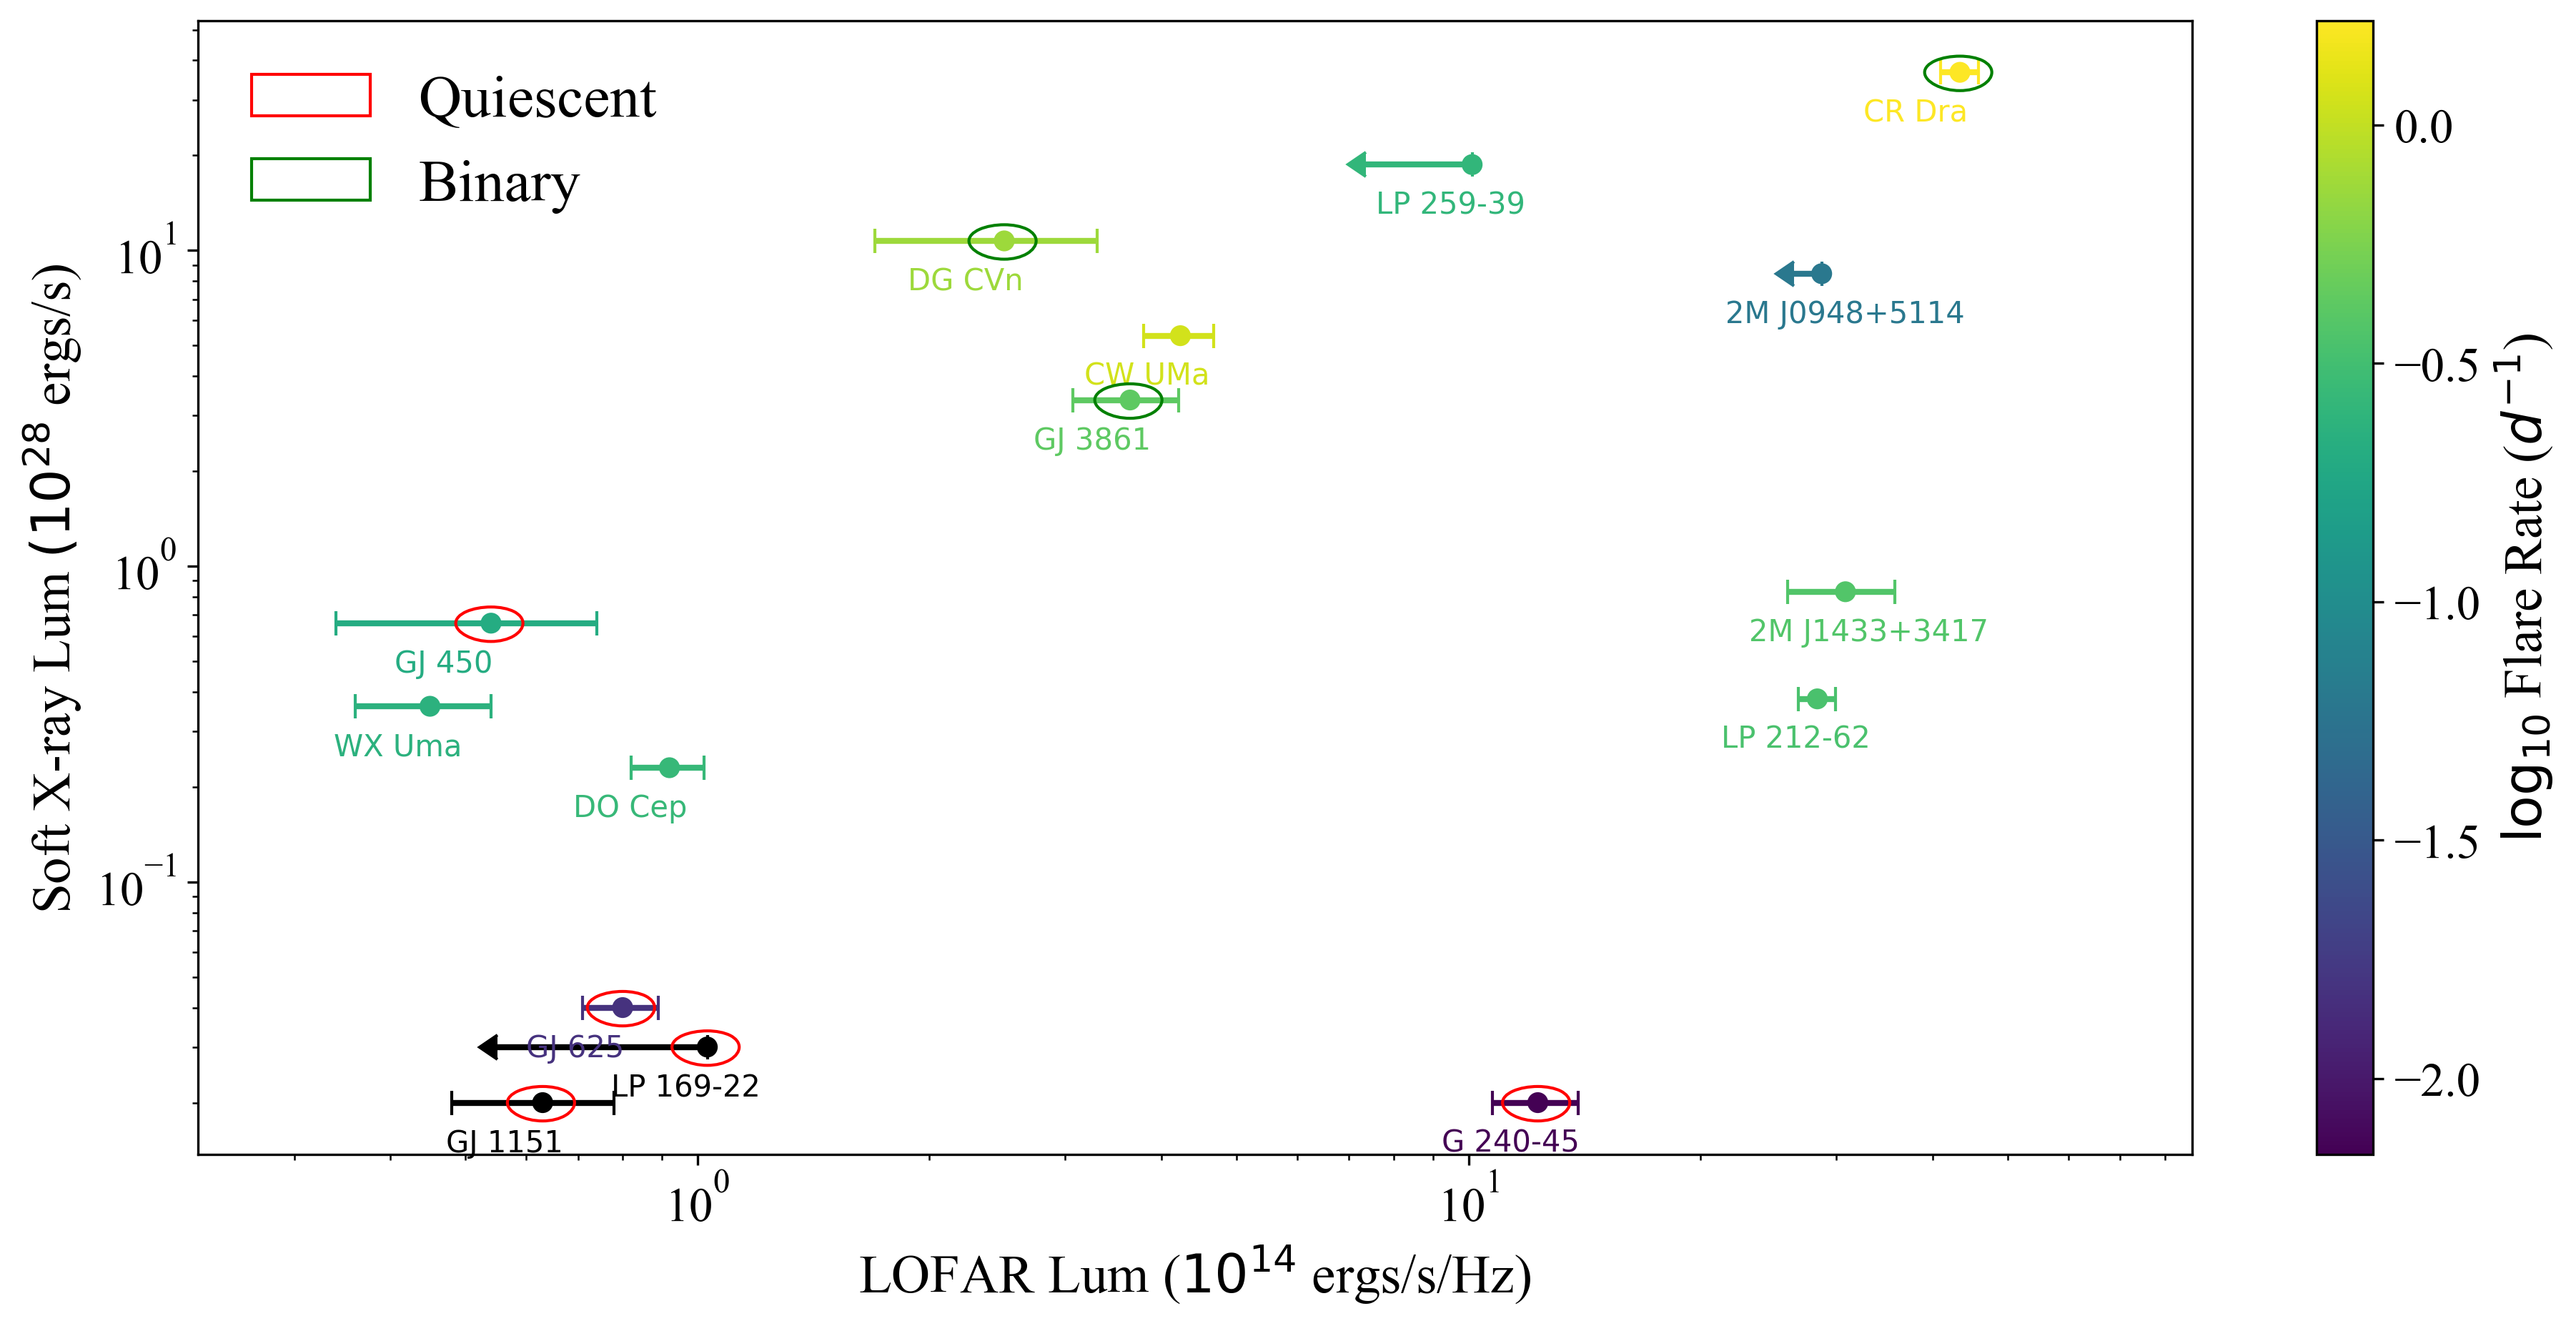 Quiescent
Binary
CR Dra
LP 259-39
DG CVn
2M J0948+5114
CW UMa
GJ 3861
2M J1433+3417
GJ 450
LP 212-62
WX Uma
DO Cep
GJ 625
LP 169-22
GJ 1151
G 240-45
10^1
10^0
10^−1
Soft X-ray Lum (10^28 ergs/s)
10^0
10^1
LOFAR Lum (10^14 ergs/s/Hz)
0.0
−0.5
−1.0
−1.5
−2.0
log_10 Flare Rate (d^−1)